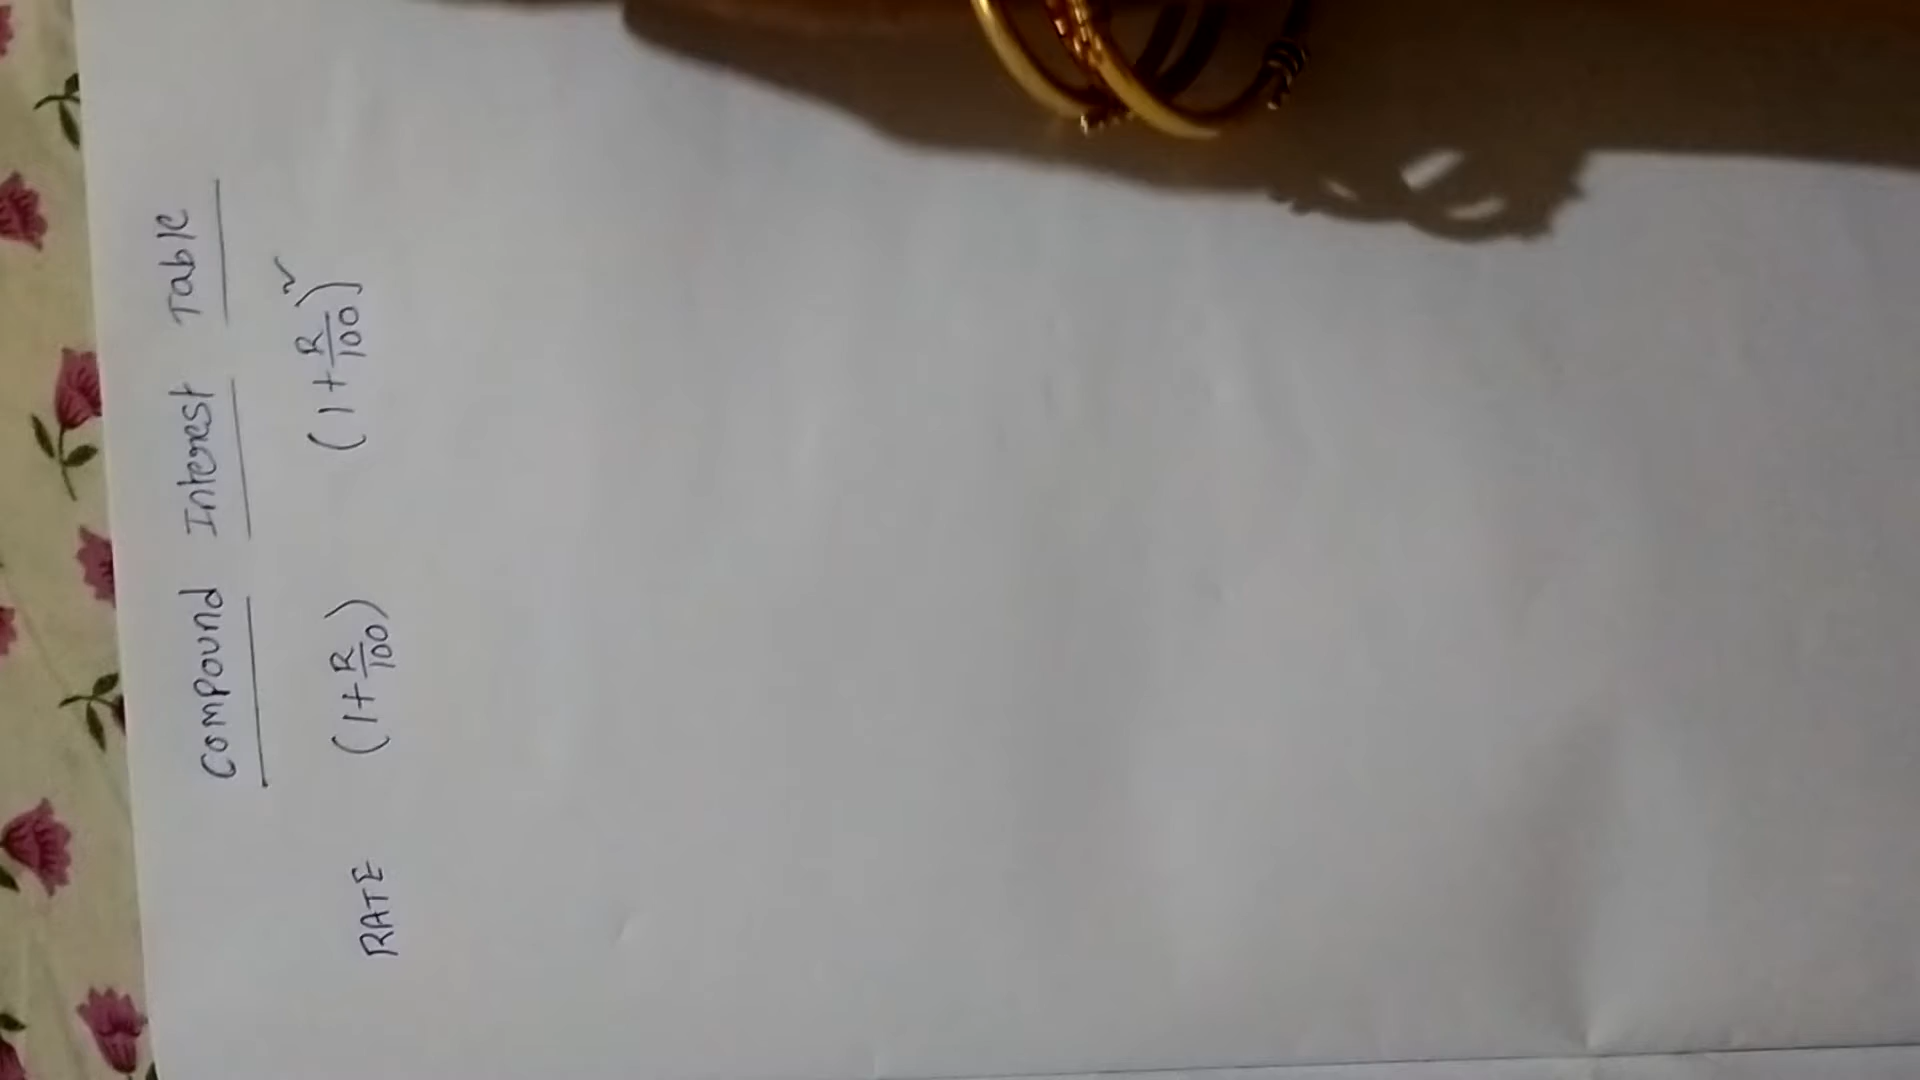 Compound Interest Table
RATE (1+R/100) (1+R/100)²